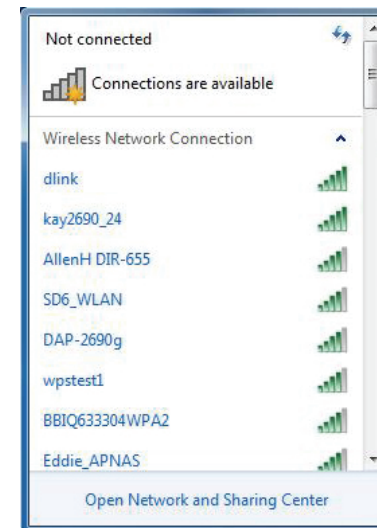 Not connected
Connections are available
Wireless Network Connection
dlink
kay2690_24
AllenH DIR-655
SD6_WLAN
DAP-2690g
wpstest1
BBIQ633304WPA2
Eddie_APNAS
Open Network and Sharing Center